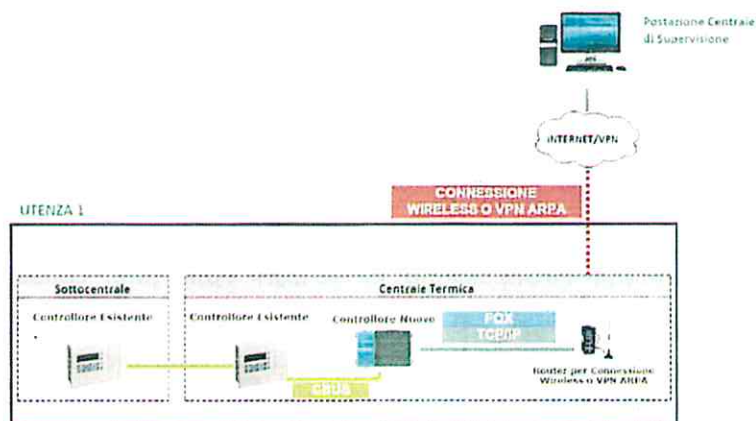 Postazione Centrale
di Supervisione
INTERNET/VPN
CONNESSIONE
WIRELESS O VPN ARPA
UTENZA 1
Sottocentrale
Centrale Termica
Controllore Esistente
Controllore Esistente
Controllore Nuovo
FOX
TCP/IP
CBUS
Router per Connessione
Wireless o VPN ARPA